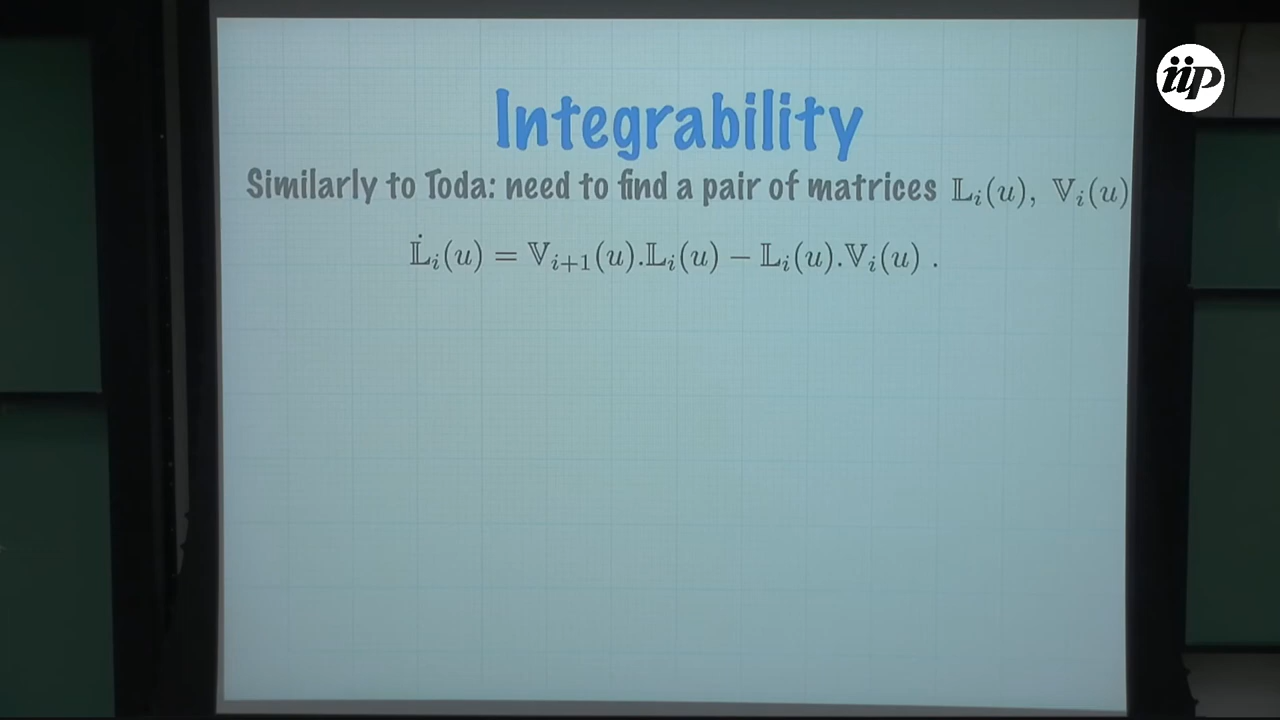 iip
Integrability
Similarly to Toda: need to find a pair of matrices 𝕃ᵢ(u), 𝕍ᵢ(u)
𝕃̇ᵢ(u) = 𝕍ᵢ₊₁(u).𝕃ᵢ(u) − 𝕃ᵢ(u).𝕍ᵢ(u) .